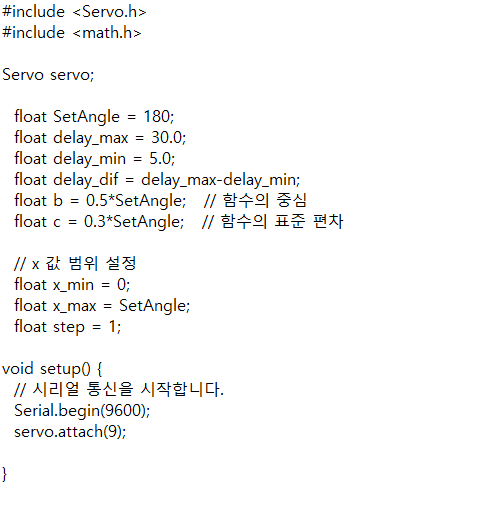 #include <Servo.h>
#include <math.h>
Servo servo;
float SetAngle = 180;
float delay_max = 30.0;
float delay_min = 5.0;
float delay_dif = delay_max-delay_min;
float b = 0.5*SetAngle;   // 함수의 중심
float c = 0.3*SetAngle;   // 함수의 표준 편차
// x 값 범위 설정
float x_min = 0;
float x_max = SetAngle;
float step = 1;
void setup() {
// 시리얼 통신을 시작합니다.
Serial.begin(9600);
servo.attach(9);
}